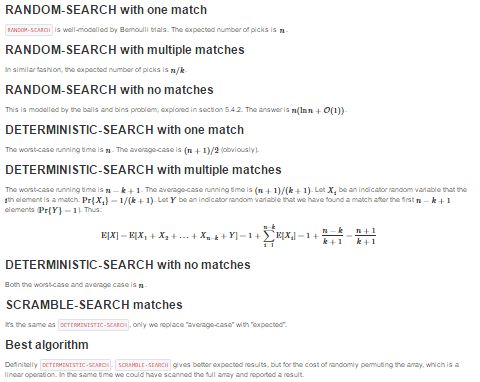 RANDOM-SEARCH with one match
RANDOM-SEARCH is well-modelled by Bernoulli trials. The expected number of picks is n.
RANDOM-SEARCH with multiple matches
In similar fashion, the expected number of picks is n/k.
RANDOM-SEARCH with no matches
This is modelled by the balls and bins problem, explored in section 5.4.2. The answer is n(ln n + O(1)).
DETERMINISTIC-SEARCH with one match
The worst-case running time is n. The average-case is (n + 1)/2 (obviously).
DETERMINISTIC-SEARCH with multiple matches
The worst-case running time is n − k + 1. The average-case running time is (n + 1)/(k + 1). Let X_i be an indicator random variable that the
ith element is a match. Pr{X_i} = 1/(k + 1). Let Y be an indicator random variable that we have found a match after the first n − k + 1
elements (Pr{Y} = 1). Thus:
E[X] = E[X_1 + X_2 + … + X_{n−k} + Y] = 1 + ∑_{i=1}^{n−k} E[X_i] = 1 + (n − k)/(k + 1) = (n + 1)/(k + 1)
DETERMINISTIC-SEARCH with no matches
Both the worst-case and average case is n.
SCRAMBLE-SEARCH matches
It's the same as DETERMINISTIC-SEARCH, only we replace "average-case" with "expected".
Best algorithm
Definitelly DETERMINISTIC-SEARCH. SCRAMBLE-SEARCH gives better expected results, but for the cost of randomly permuting the array, which is a
linear operation. In the same time we could have scanned the full array and reported a result.